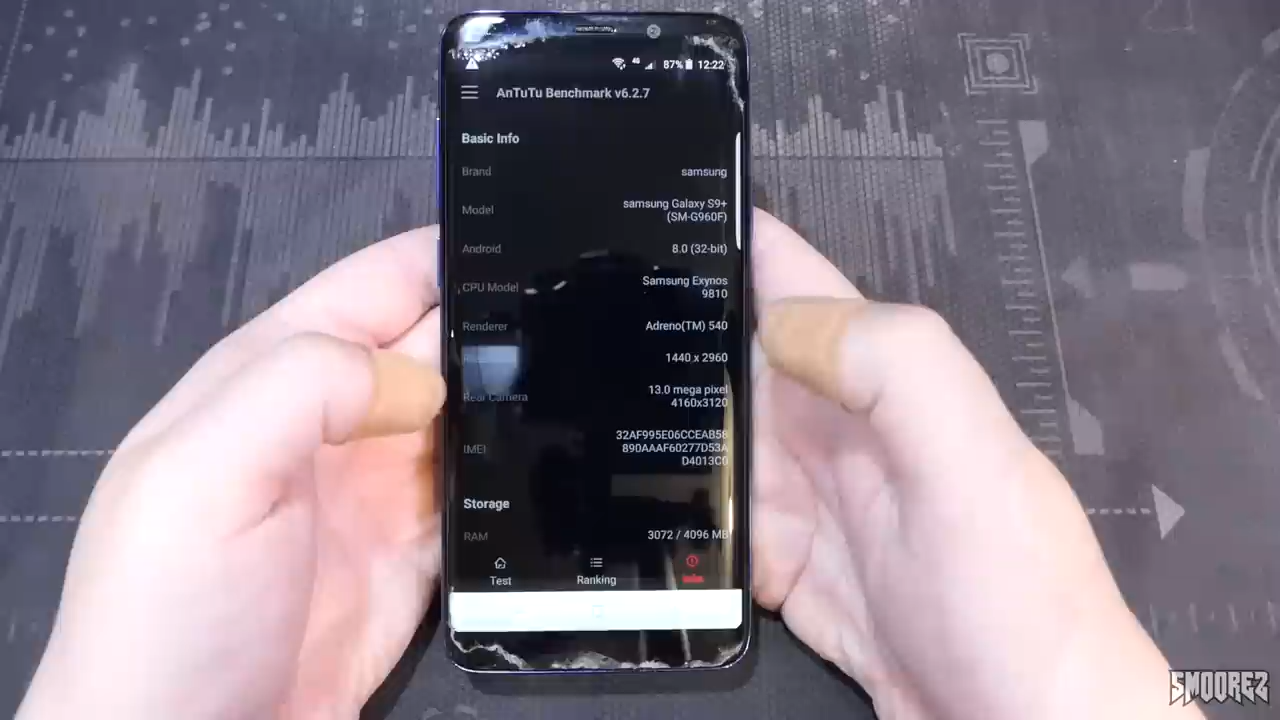 4G 87% 12:22
AnTuTu Benchmark v6.2.7
Basic Info
Brand samsung
Model samsung Galaxy S9+
(SM-G960F)
Android 8.0 (32-bit)
CPU Model Samsung Exynos
9810
Renderer Adreno(TM) 540
1440 x 2960
Rear Camera 13.0 mega pixel
4160x3120
IMEI 32AF995E06CCEAB56
890AAAF60277D53A
D4013C0
Storage
RAM 3072 / 4096 MB
Test Ranking
SMOOREZ